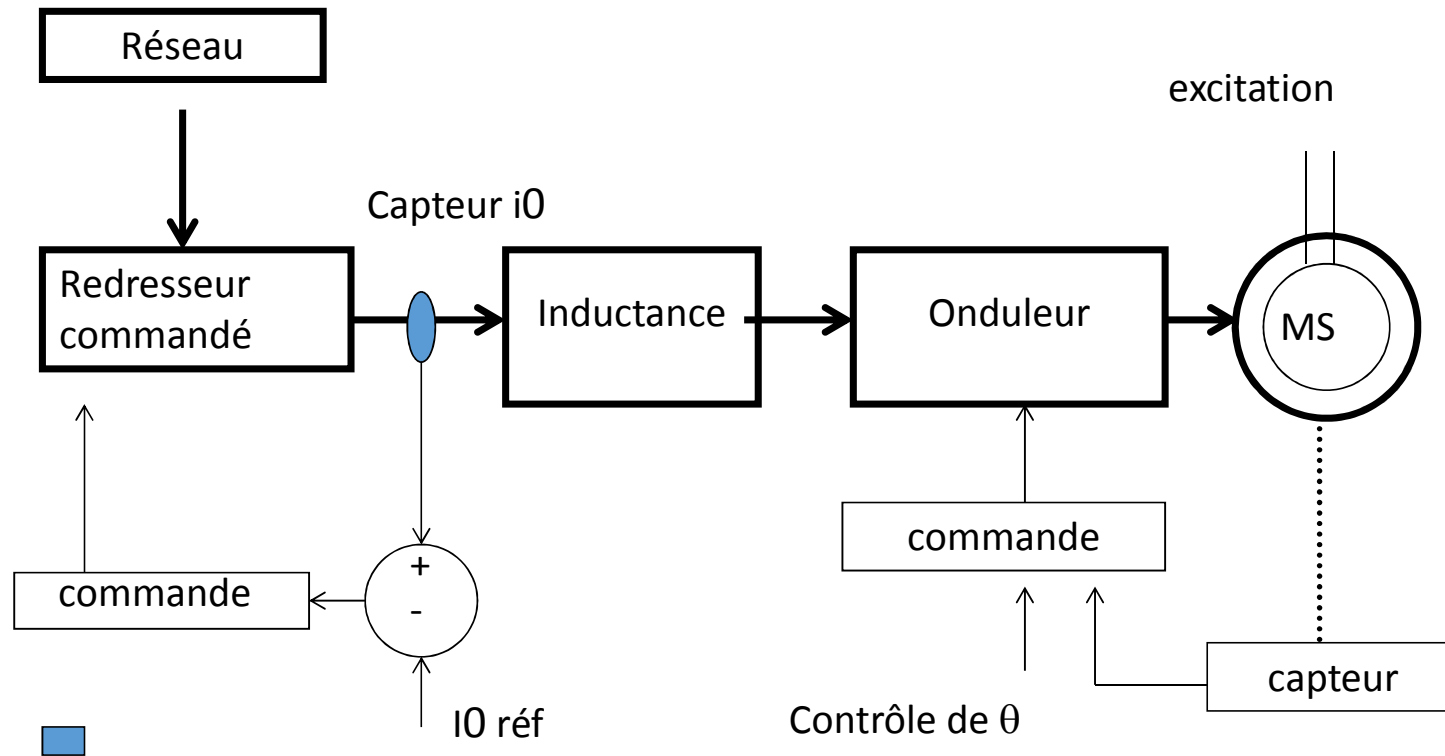 Réseau
excitation
Capteur i0
Redresseur
commandé
Inductance
Onduleur
MS
commande
+
-
commande
capteur
I0 réf
Contrôle de θ